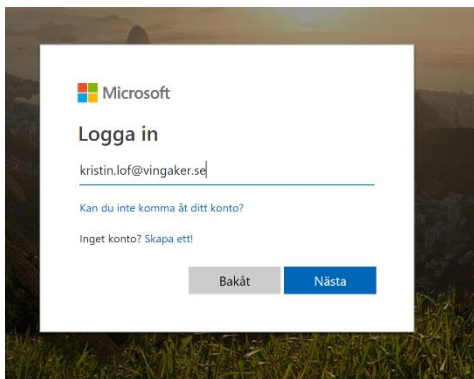 Microsoft
Logga in
kristin.lof@vingaker.se
Kan du inte komma åt ditt konto?
Inget konto? Skapa ett!
Bakåt Nästa